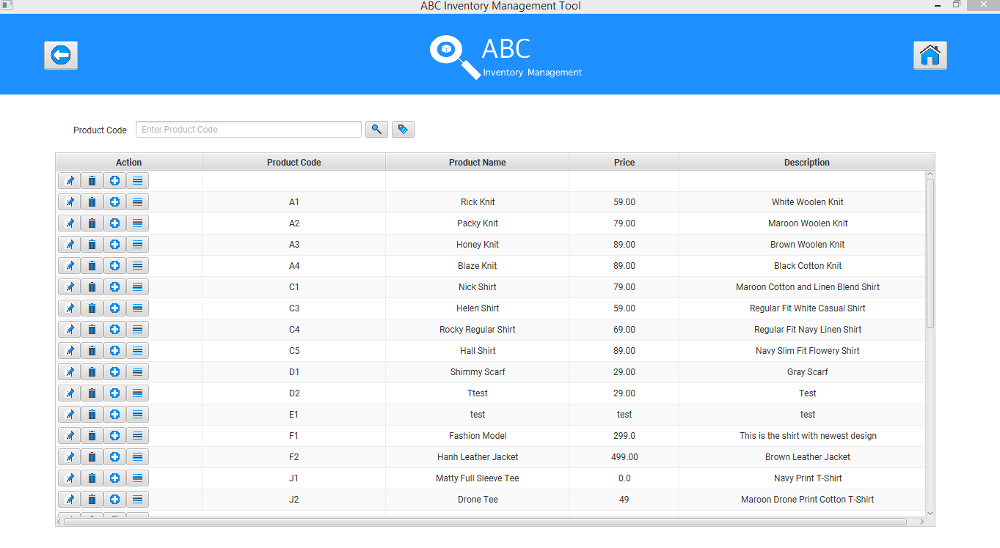 ABC Inventory Management Tool
ABC
Inventory Management
Product Code Enter Product Code
Action Product Code Product Name Price Description
A1 Rick Knit 59.00 White Woolen Knit
A2 Packy Knit 79.00 Maroon Woolen Knit
A3 Honey Knit 89.00 Brown Woolen Knit
A4 Blaze Knit 89.00 Black Cotton Knit
C1 Nick Shirt 79.00 Maroon Cotton and Linen Blend Shirt
C3 Helen Shirt 59.00 Regular Fit White Casual Shirt
C4 Rocky Regular Shirt 69.00 Regular Fit Navy Linen Shirt
C5 Hall Shirt 89.00 Navy Slim Fit Flowery Shirt
D1 Shimmy Scarf 29.00 Gray Scarf
D2 Ttest 29.00 Test
E1 test test test
F1 Fashion Model 299.0 This is the shirt with newest design
F2 Hanh Leather Jacket 499.00 Brown Leather Jacket
J1 Matty Full Sleeve Tee 0.0 Navy Print T-Shirt
J2 Drone Tee 49 Maroon Drone Print Cotton T-Shirt